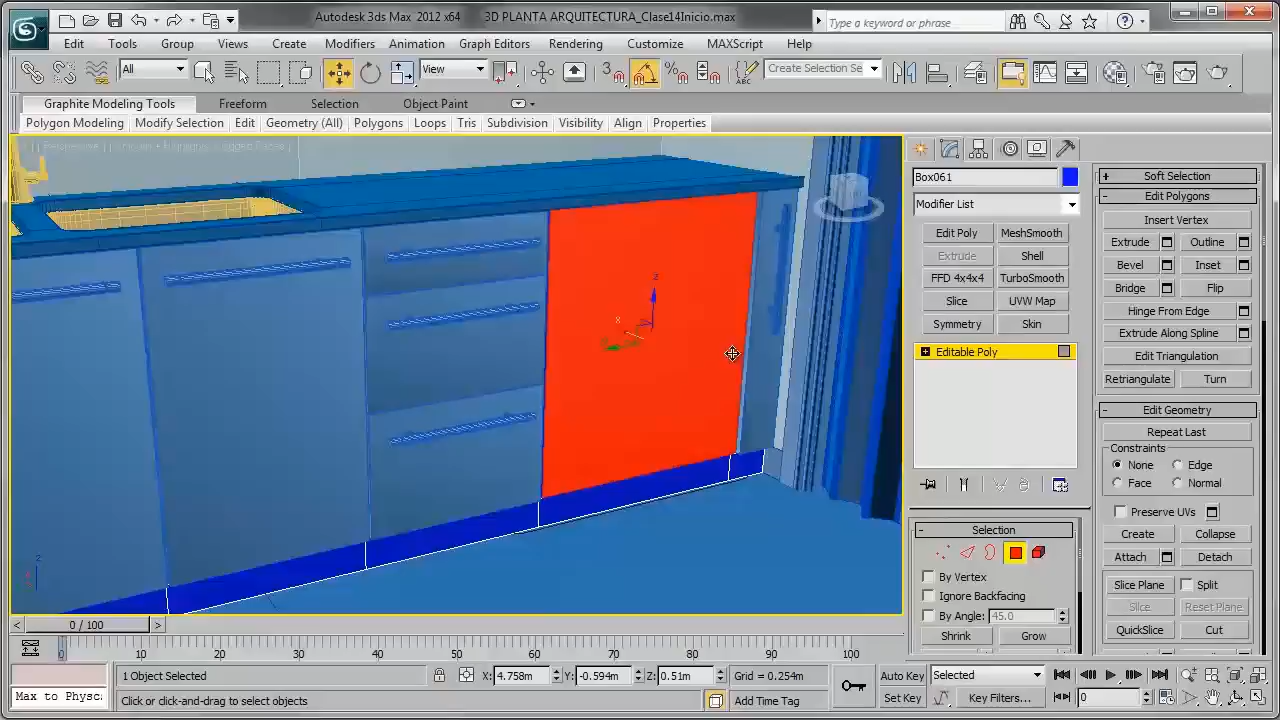 Autodesk 3ds Max 2012 x64 3D PLANTA ARQUITECTURA_Clase14Inicio.max
Type a keyword or phrase
Edit Tools Group Views Create Modifiers Animation Graph Editors Rendering Customize MAXScript Help
All View Create Selection Se
Graphite Modeling Tools Freeform Selection Object Paint
Polygon Modeling Modify Selection Edit Geometry (All) Polygons Loops Tris Subdivision Visibility Align Properties
Box061
Modifier List
Edit Poly MeshSmooth
Extrude Shell
FFD 4x4x4 TurboSmooth
Slice UVW Map
Symmetry Skin
Editable Poly
Selection
By Vertex
Ignore Backfacing
By Angle: 45.0
Shrink Grow
Soft Selection
Edit Polygons
Insert Vertex
Extrude Outline
Bevel Inset
Bridge Flip
Hinge From Edge
Extrude Along Spline
Edit Triangulation
Retriangulate Turn
Edit Geometry
Repeat Last
Constraints
None Edge
Face Normal
Preserve UVs
Create Collapse
Attach Detach
Slice Plane Split
Slice Reset Plane
QuickSlice Cut
0 / 100
0 10 20 30 40 50 60 70 80 90 100
1 Object Selected X: 4.758m Y: -0.594m Z: 0.51m Grid = 0.254m Auto Key Selected
Max to Physc Click or click-and-drag to select objects Add Time Tag Set Key Key Filters... 0